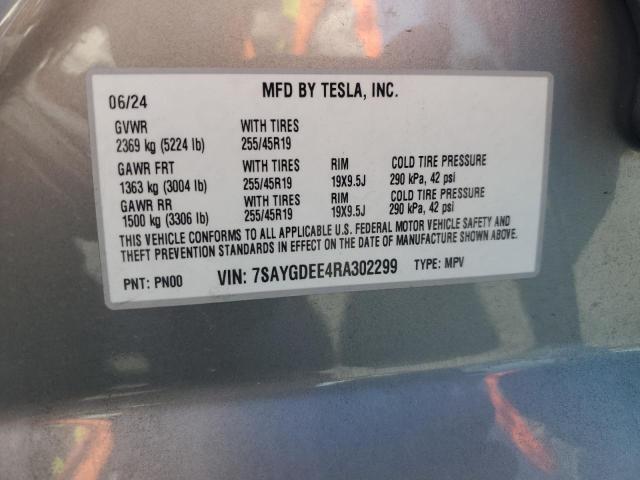 06/24 MFD BY TESLA, INC.
GVWR WITH TIRES
2369 kg (5224 lb) 255/45R19
GAWR FRT WITH TIRES RIM COLD TIRE PRESSURE
1363 kg (3004 lb) 255/45R19 19X9.5J 290 kPa, 42 psi
GAWR RR WITH TIRES RIM COLD TIRE PRESSURE
1500 kg (3306 lb) 255/45R19 19X9.5J 290 kPa, 42 psi
THIS VEHICLE CONFORMS TO ALL APPLICABLE U.S. FEDERAL MOTOR VEHICLE SAFETY AND
THEFT PREVENTION STANDARDS IN EFFECT ON THE DATE OF MANUFACTURE SHOWN ABOVE.
PNT: PN00 VIN: 7SAYGDEE4RA302299 TYPE: MPV